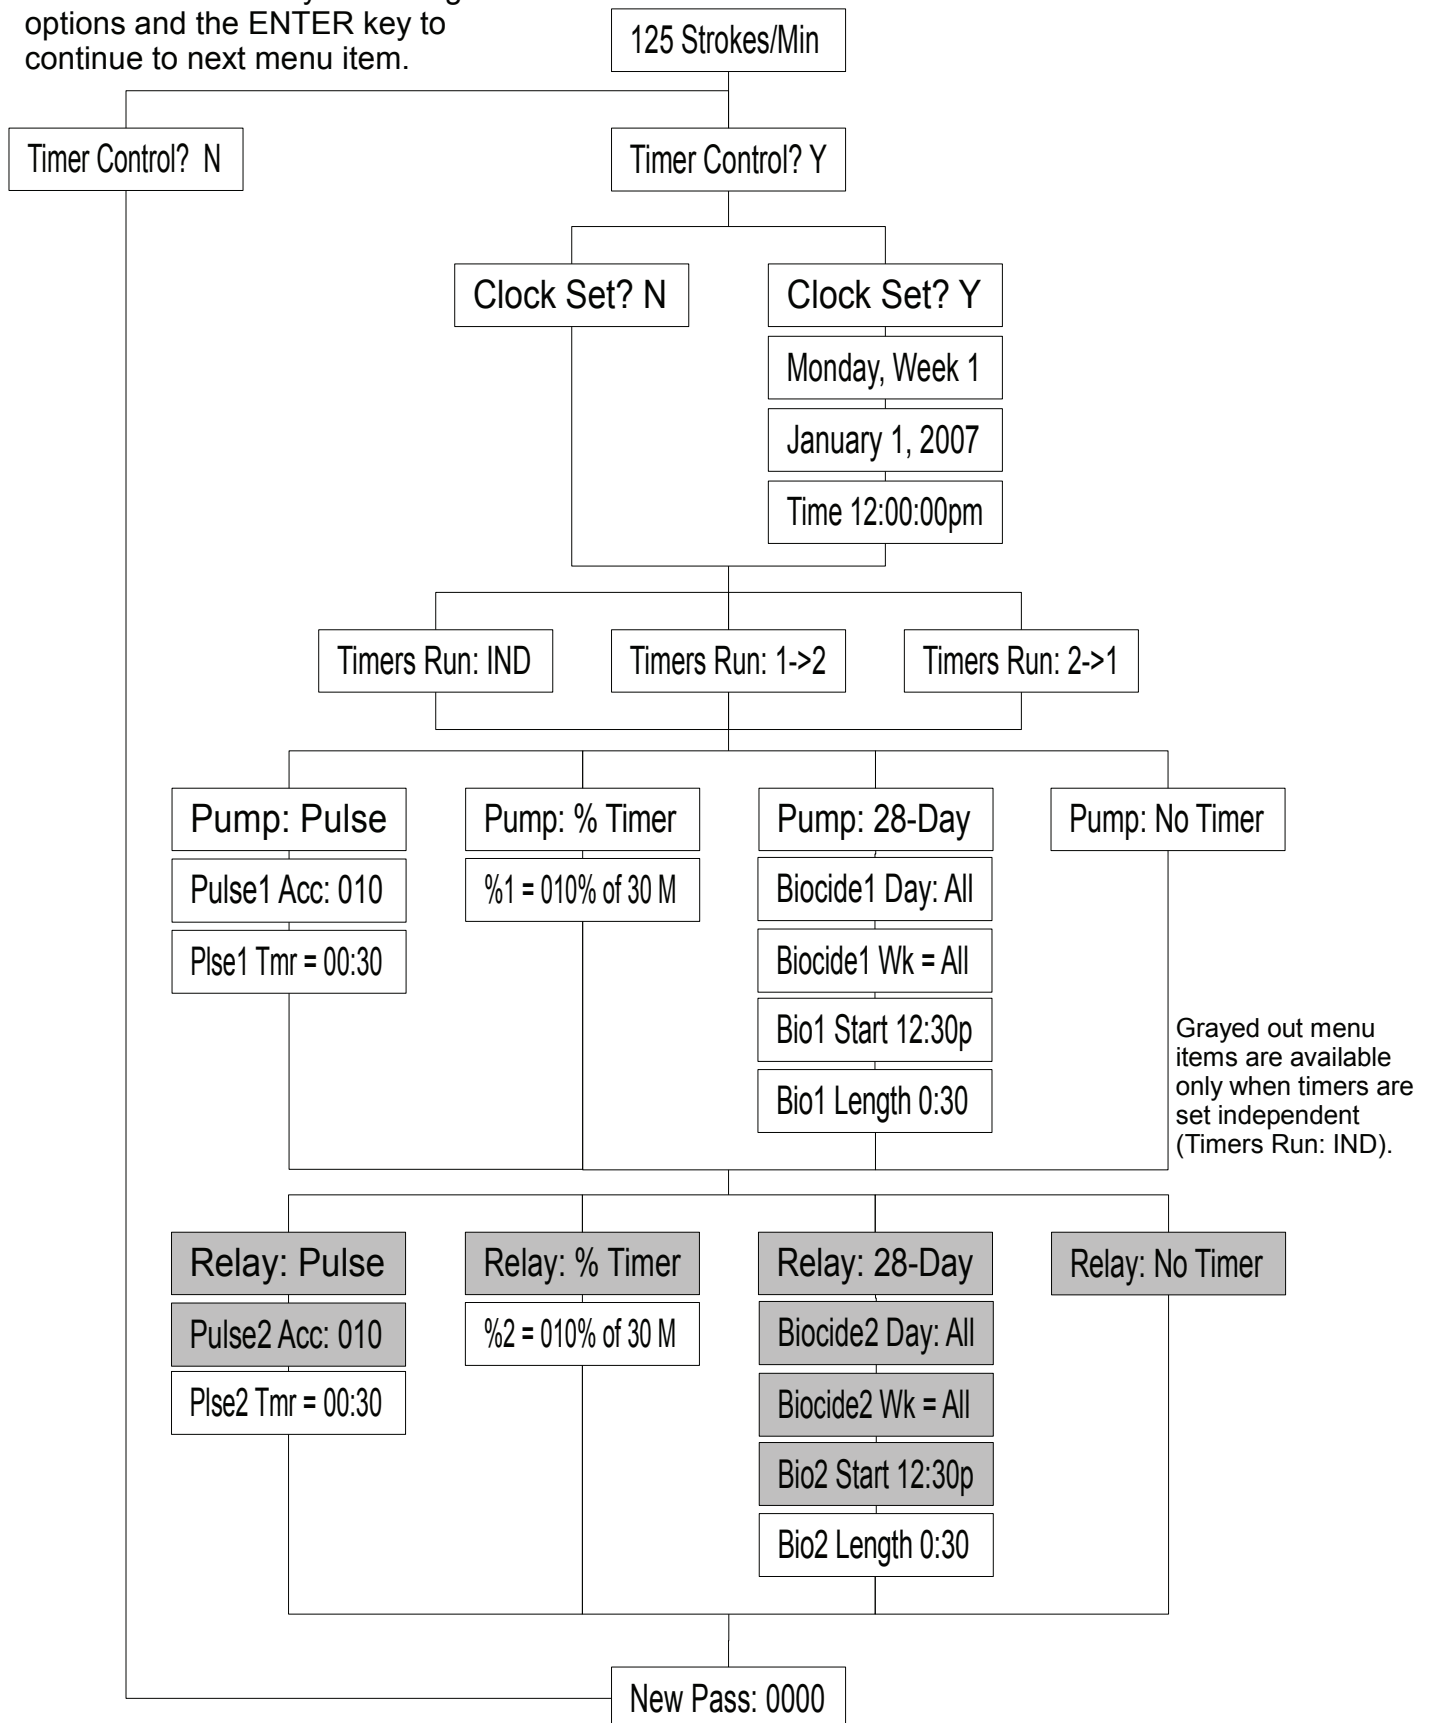 options and the ENTER key to
continue to next menu item.
125 Strokes/Min
Timer Control? N
Timer Control? Y
Clock Set? N
Clock Set? Y
Monday, Week 1
January 1, 2007
Time 12:00:00pm
Timers Run: IND
Timers Run: 1->2
Timers Run: 2->1
Pump: Pulse
Pulse1 Acc: 010
Plse1 Tmr = 00:30
Pump: % Timer
%1 = 010% of 30 M
Pump: 28-Day
Biocide1 Day: All
Biocide1 Wk = All
Bio1 Start 12:30p
Bio1 Length 0:30
Pump: No Timer
Grayed out menu
items are available
only when timers are
set independent
(Timers Run: IND).
Relay: Pulse
Pulse2 Acc: 010
Plse2 Tmr = 00:30
Relay: % Timer
%2 = 010% of 30 M
Relay: 28-Day
Biocide2 Day: All
Biocide2 Wk = All
Bio2 Start 12:30p
Bio2 Length 0:30
Relay: No Timer
New Pass: 0000